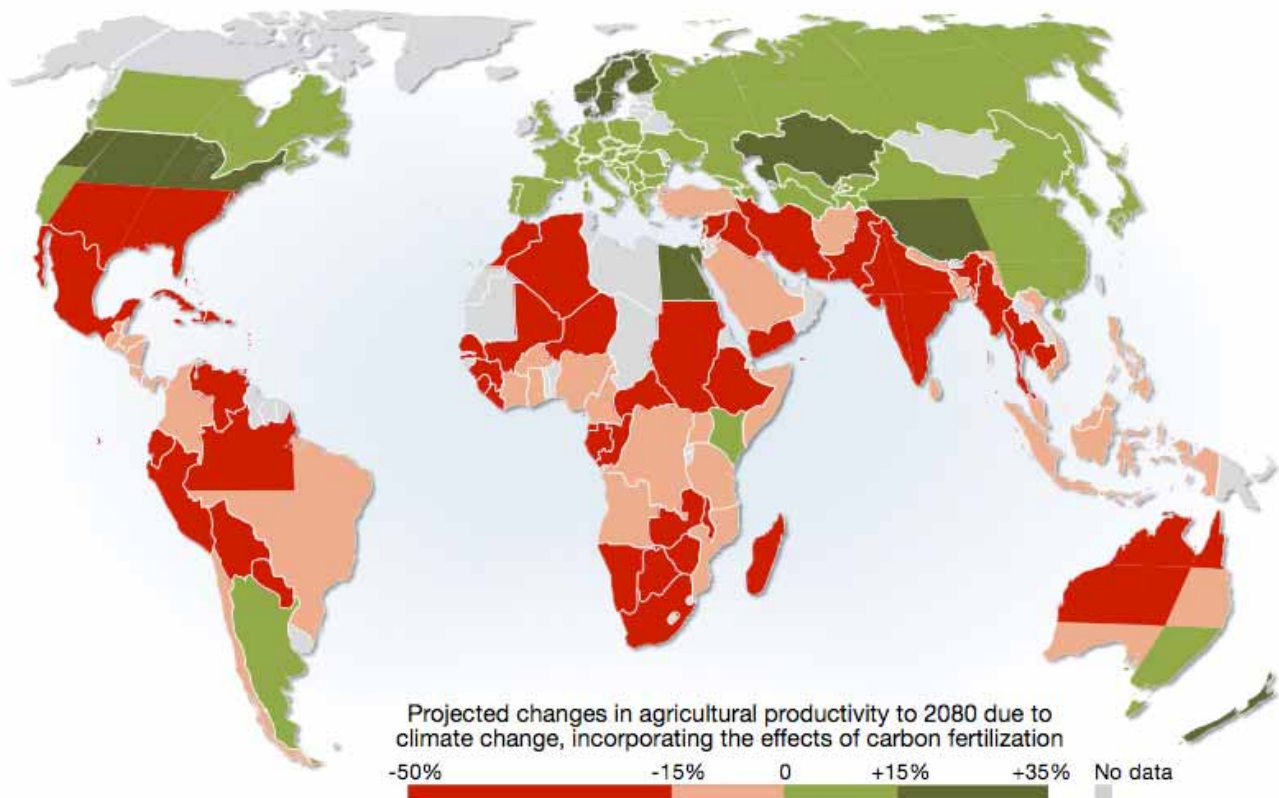 Projected changes in agricultural productivity to 2080 due to
climate change, incorporating the effects of carbon fertilization
-50% -15% 0 +15% +35% No data